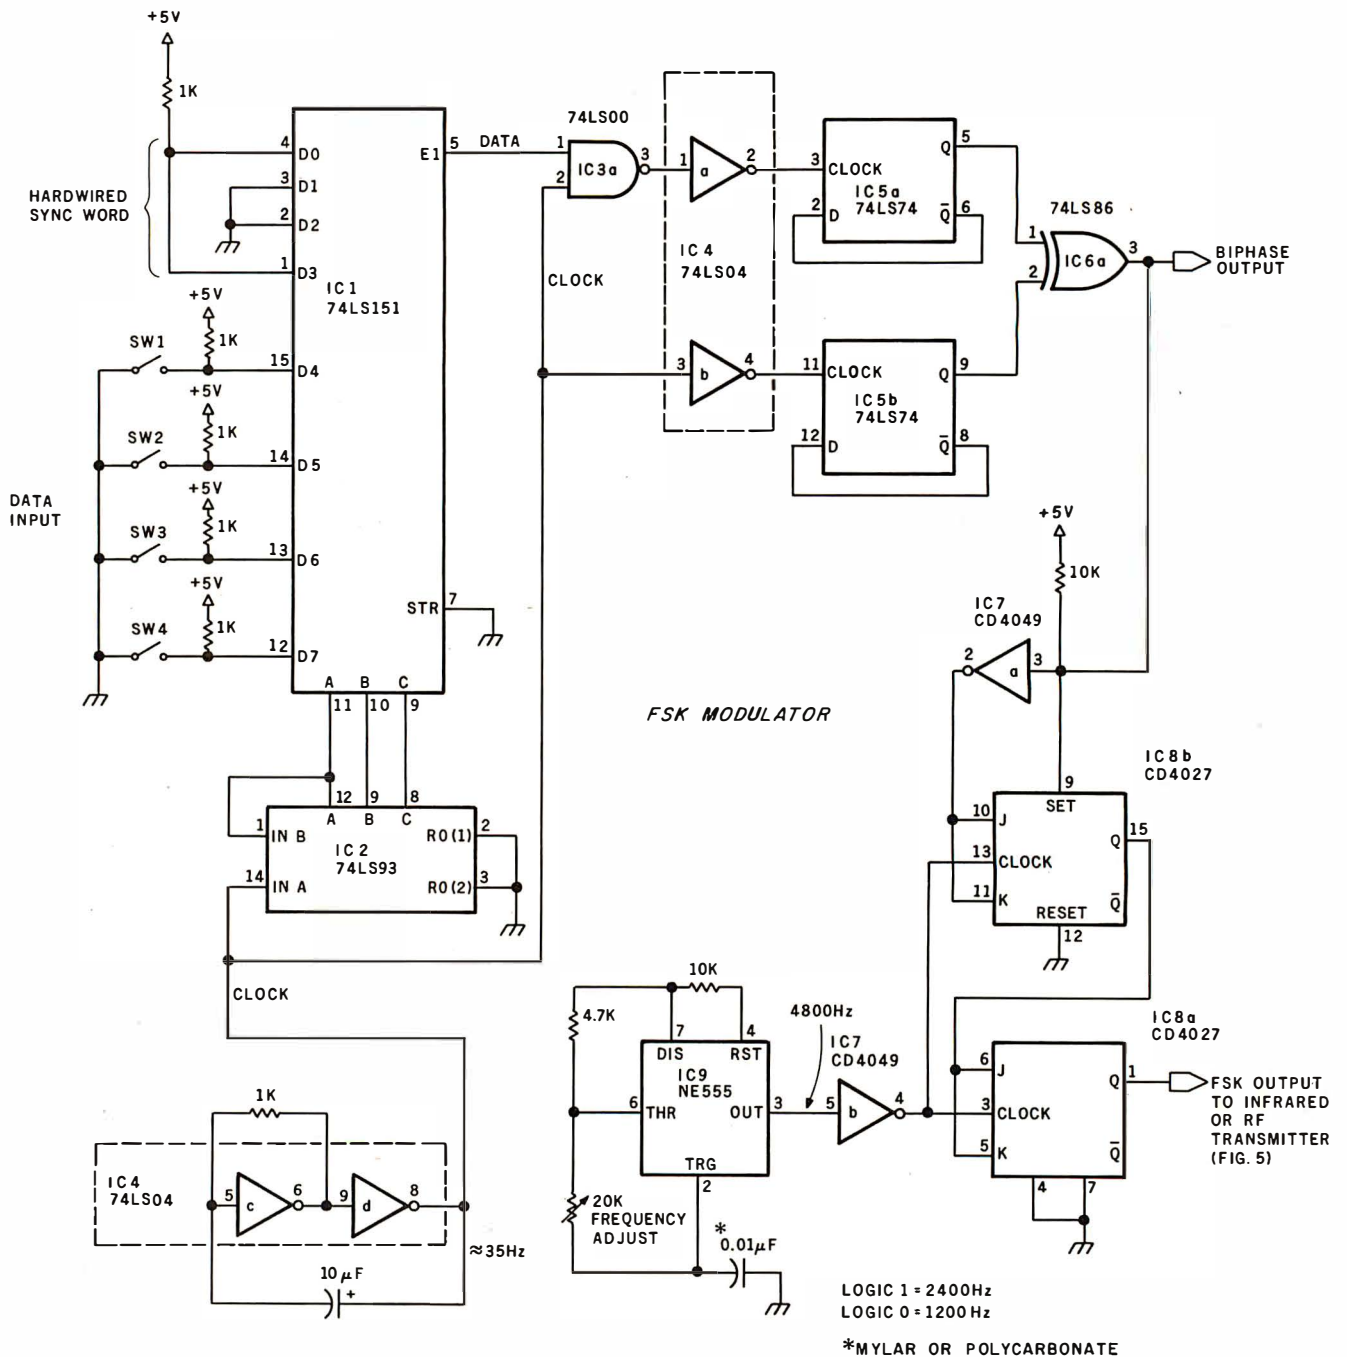 +5V
1K
HARDWIRED
SYNC WORD
4 D0
3 D1
2 D2
1 D3
E1 5 DATA
IC1
74LS151
+5V
1K
SW1
15 D4
+5V
1K
SW2
14 D5
DATA
INPUT
+5V
1K
SW3
13 D6
+5V
1K
SW4
12 D7
STR 7
A B C
11 10 9
12 9 8
A B C
1 IN B
IC2
74LS93
RO(1) 2
14 IN A
RO(2) 3
CLOCK
1K
IC4
74LS04
5 c 6 9 d 8
≈35Hz
10µF
+
74LS00
1
2
IC3a
3
CLOCK
1 a 2
IC4
74LS04
3 b 4
3 CLOCK
Q 5
IC5a
74LS74
2 D
Q̅ 6
11 CLOCK
Q 9
IC5b
74LS74
12 D
Q̅ 8
74LS86
1
2
IC6a
3
BIPHASE
OUTPUT
FSK MODULATOR
+5V
10K
IC7
CD4049
2 a 3
IC8b
CD4027
9
SET
10 J
Q 15
13 CLOCK
11 K
Q̅
RESET
12
10K
4.7K
7 4
DIS RST
IC9
NE555
6 THR
OUT 3
TRG
2
20K
FREQUENCY
ADJUST
*
0.01µF
4800Hz
IC7
CD4049
5 b 4
IC8a
CD4027
6 J
Q 1
3 CLOCK
5 K
Q̅
4 7
FSK OUTPUT
TO INFRARED
OR RF
TRANSMITTER
(FIG. 5)
LOGIC 1 = 2400Hz
LOGIC 0 = 1200Hz
*MYLAR OR POLYCARBONATE